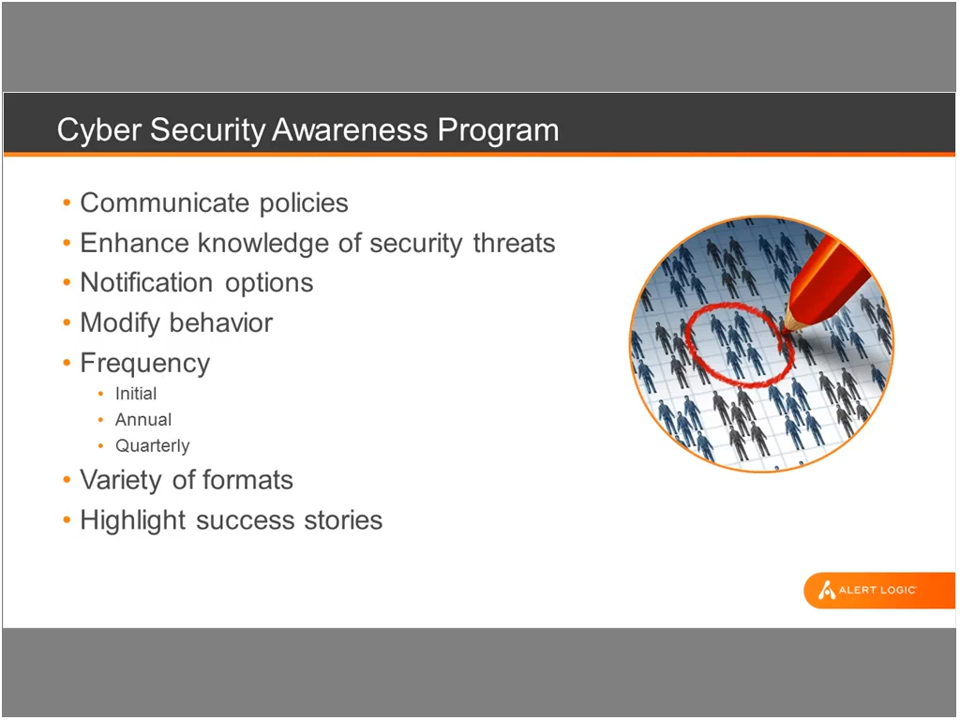 Cyber Security Awareness Program
• Communicate policies
• Enhance knowledge of security threats
• Notification options
• Modify behavior
• Frequency
• Initial
• Annual
• Quarterly
• Variety of formats
• Highlight success stories
ALERT LOGIC